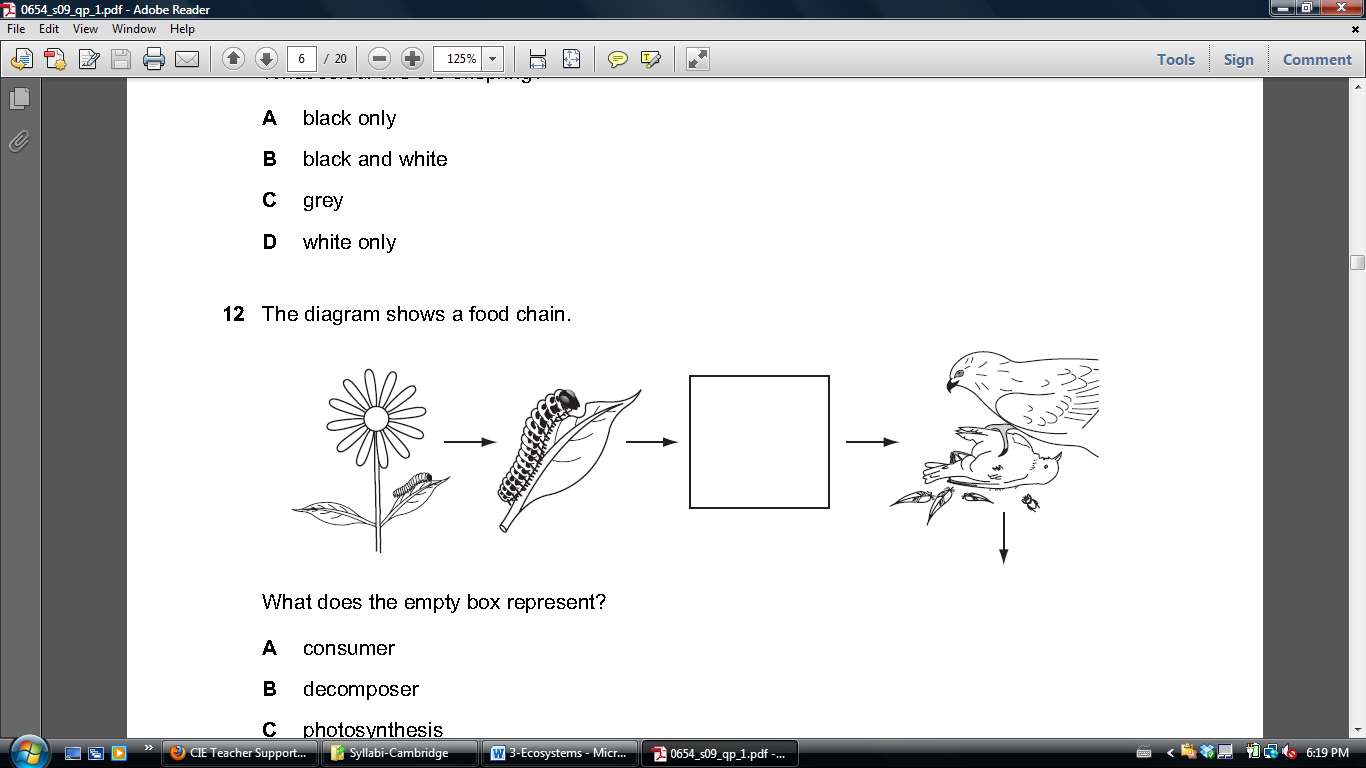 0654_s09_qp_1.pdf - Adobe Reader
File Edit View Window Help
6 / 20 125% Tools Sign Comment
A black only
B black and white
C grey
D white only
12 The diagram shows a food chain.
What does the empty box represent?
A consumer
B decomposer
C photosynthesis
CIE Teacher Support... Syllabi-Cambridge 3-Ecosystems - Micr... 0654_s09_qp_1.pdf -... 6:19 PM